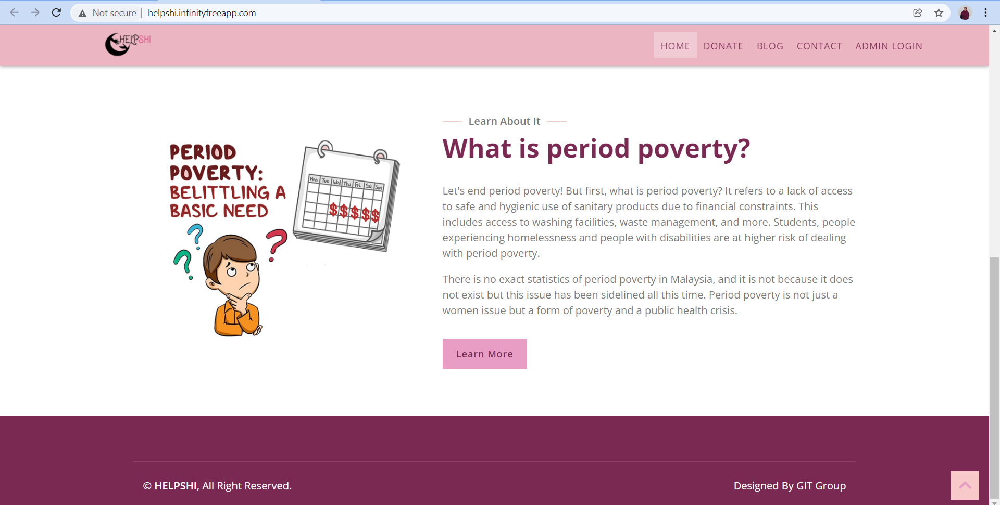 Not secure | helpshi.infinityfreeapp.com
HELPSHI
HOME DONATE BLOG CONTACT ADMIN LOGIN
PERIOD
POVERTY:
BELITTLING A
BASIC NEED
Mon Tue Wed Thu Fri Sat Sun
$ $ $ $ $
? ? ?
Learn About It
What is period poverty?
Let's end period poverty! But first, what is period poverty? It refers to a lack of access
to safe and hygienic use of sanitary products due to financial constraints. This
includes access to washing facilities, waste management, and more. Students, people
experiencing homelessness and people with disabilities are at higher risk of dealing
with period poverty.
There is no exact statistics of period poverty in Malaysia, and it is not because it does
not exist but this issue has been sidelined all this time. Period poverty is not just a
women issue but a form of poverty and a public health crisis.
Learn More
© HELPSHI, All Right Reserved.
Designed By GIT Group